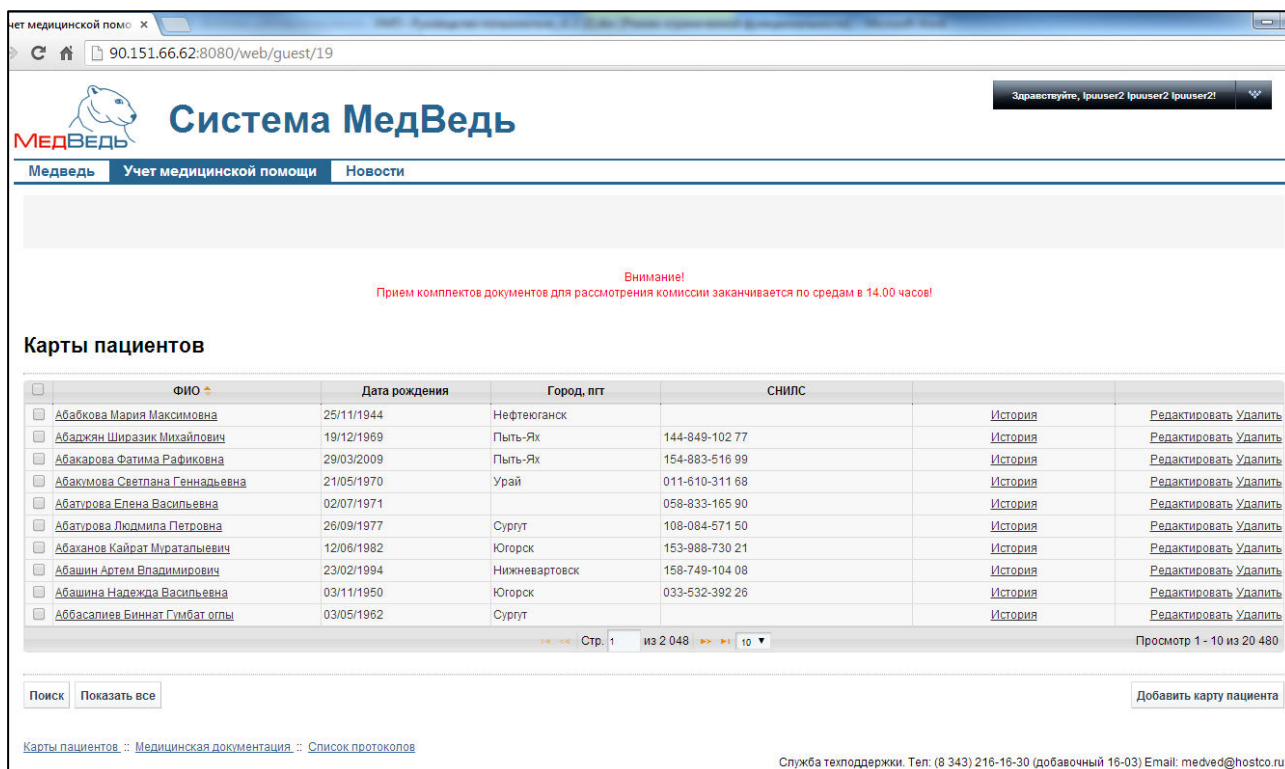 чет медицинской помо ×
90.151.66.62:8080/web/guest/19
МЕДВЕДЬ
Система МедВедь
Здравствуйте, lpuuser2 lpuuser2 lpuuser2!
Медведь Учет медицинской помощи Новости
Внимание!
Прием комплектов документов для рассмотрения комиссии заканчивается по средам в 14.00 часов!
Карты пациентов
ФИО Дата рождения Город, пгт СНИЛС
Абабкова Мария Максимовна 25/11/1944 Нефтеюганск История Редактировать Удалить
Абаджян Ширазик Михайлович 19/12/1969 Пыть-Ях 144-849-102 77 История Редактировать Удалить
Абакарова Фатима Рафиковна 29/03/2009 Пыть-Ях 154-883-516 99 История Редактировать Удалить
Абакумова Светлана Геннадьевна 21/05/1970 Урай 011-610-311 68 История Редактировать Удалить
Абатурова Елена Васильевна 02/07/1971 058-833-165 90 История Редактировать Удалить
Абатурова Людмила Петровна 26/09/1977 Сургут 108-084-571 50 История Редактировать Удалить
Абаханов Кайрат Мураталыевич 12/06/1982 Югорск 153-988-730 21 История Редактировать Удалить
Абашин Артем Владимирович 23/02/1994 Нижневартовск 158-749-104 08 История Редактировать Удалить
Абашина Надежда Васильевна 03/11/1950 Югорск 033-532-392 26 История Редактировать Удалить
Аббасалиев Биннат Гумбат оглы 03/05/1962 Сургут История Редактировать Удалить
Стр. 1 из 2 048 10 Просмотр 1 - 10 из 20 480
Поиск Показать все Добавить карту пациента
Карты пациентов :: Медицинская документация :: Список протоколов
Служба техподдержки. Тел: (8 343) 216-16-30 (добавочный 16-03) Email: medved@hostco.ru